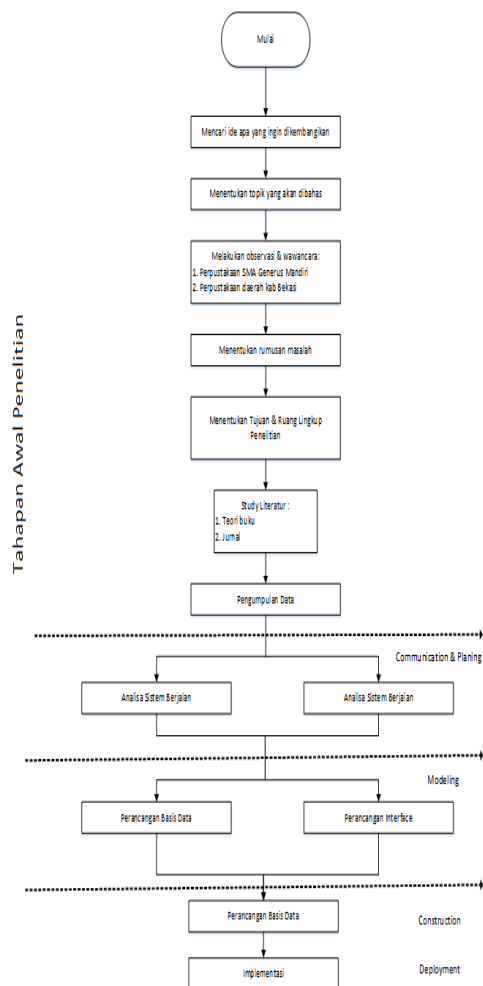 Mulai
Mencari ide apa yang ingin dikembangikan
Menentukan topik yang akan dibahas
Melakukan observasi & wawancara:
1. Perpustakaan SMA Generus Mandiri
2. Perpustakaan daerah kab Bekasi
Menentukan rumusan masalah
Menentukan Tujuan & Ruang Lingkup
Penelitian
Study Literatur :
1. Teori buku
2. Jurnal
Pengumpulan Data
Tahapan Awal Penelitian
Communication & Planing
Analisa Sistem Berjalan
Analisa Sistem Berjalan
Modeling
Perancangan Basis Data
Perancangan Interface
Perancangan Basis Data
Construction
Implementasi
Deployment